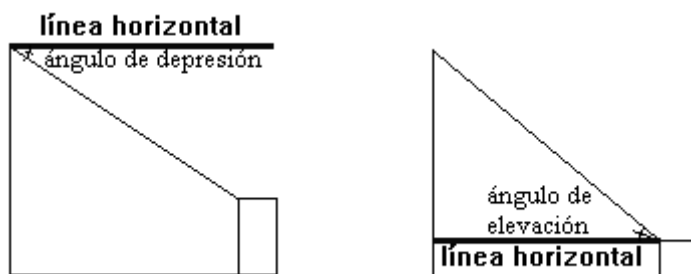 línea horizontal
ángulo de depresión
ángulo de
elevación
línea horizontal